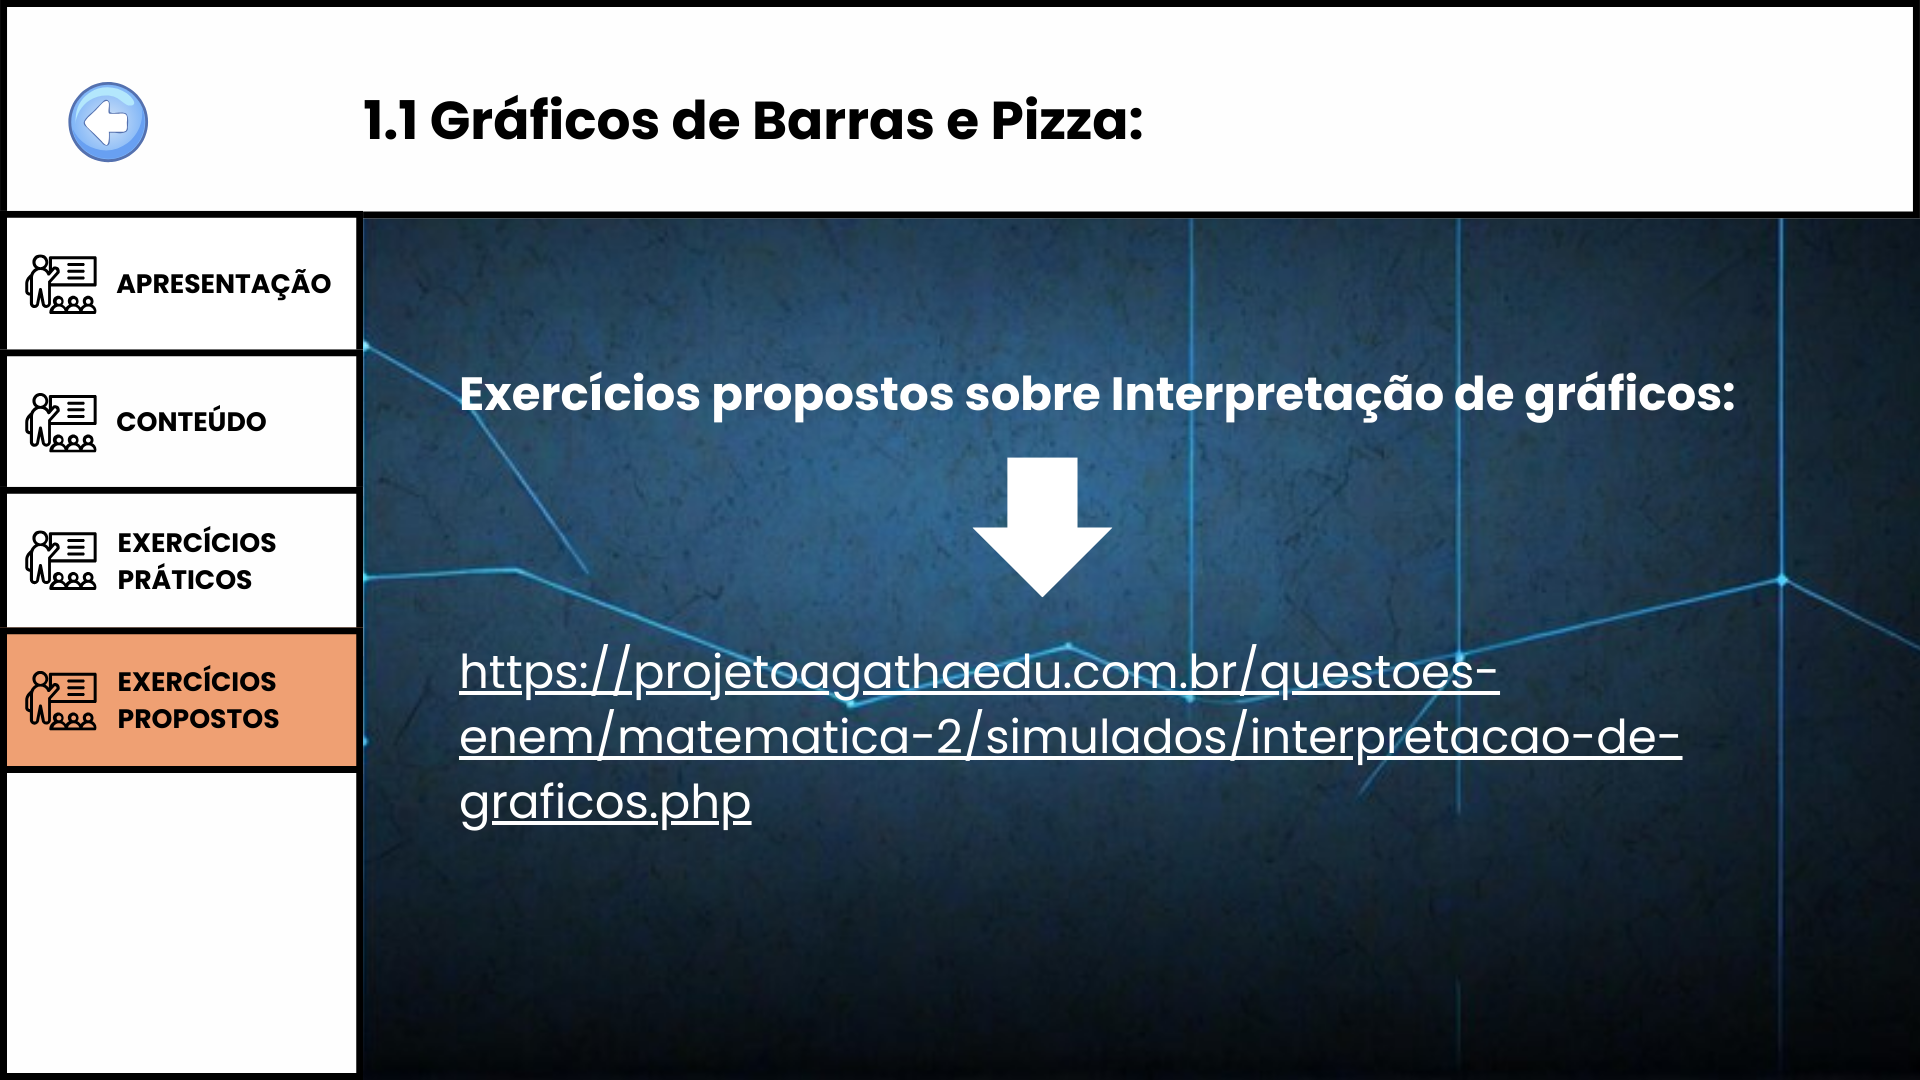 1.1 Gráficos de Barras e Pizza:
APRESENTAÇÃO
CONTEÚDO
EXERCÍCIOS
PRÁTICOS
EXERCÍCIOS
PROPOSTOS
Exercícios propostos sobre Interpretação de gráficos:
https://projetoagathaedu.com.br/questoes-
enem/matematica-2/simulados/interpretacao-de-
graficos.php